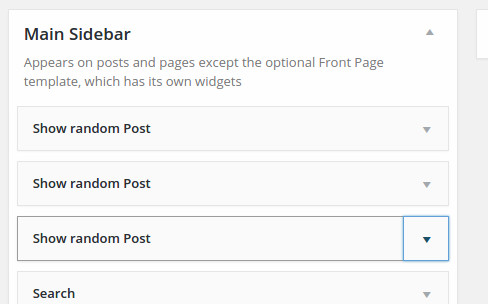 Main Sidebar
Appears on posts and pages except the optional Front Page
template, which has its own widgets
Show random Post
Show random Post
Show random Post
Search